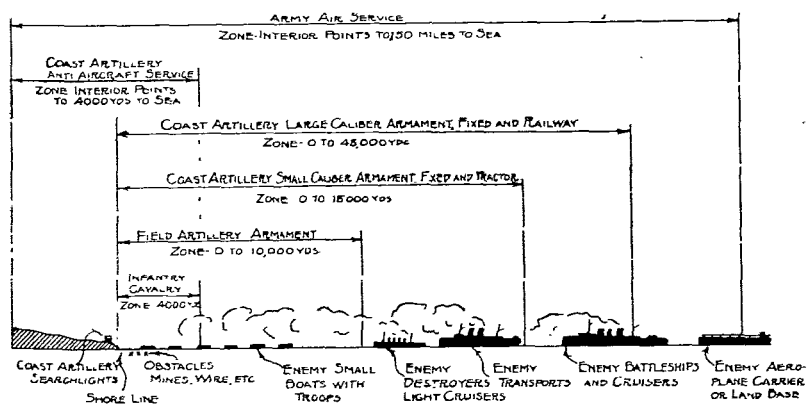 ARMY AIR SERVICE
ZONE-INTERIOR POINTS TO 150 MILES TO SEA
COAST ARTILLERY
ANTI AIRCRAFT SERVICE
ZONE INTERIOR POINTS
TO 4000 YDS TO SEA
COAST ARTILLERY LARGE CALIBER ARMAMENT, FIXED AND RAILWAY
ZONE- 0 TO 45,000 YDS
COAST ARTILLERY SMALL CALIBER ARMAMENT, FIXED AND TRACTOR
ZONE 0 TO 18000 YDS
FIELD ARTILLERY ARMAMENT
ZONE- 0 TO 10,000 YDS
INFANTRY
CAVALRY
ZONE 4000 YDS
COAST ARTILLERY
SEARCHLIGHTS
SHORE LINE
OBSTACLES
MINES, WIRE, ETC
ENEMY SMALL
BOATS WITH
TROOPS
ENEMY
DESTROYERS
LIGHT CRUISERS
ENEMY
TRANSPORTS
ENEMY BATTLESHIPS
AND CRUISERS
ENEMY AERO-
PLANE CARRIER
OR LAND BASE